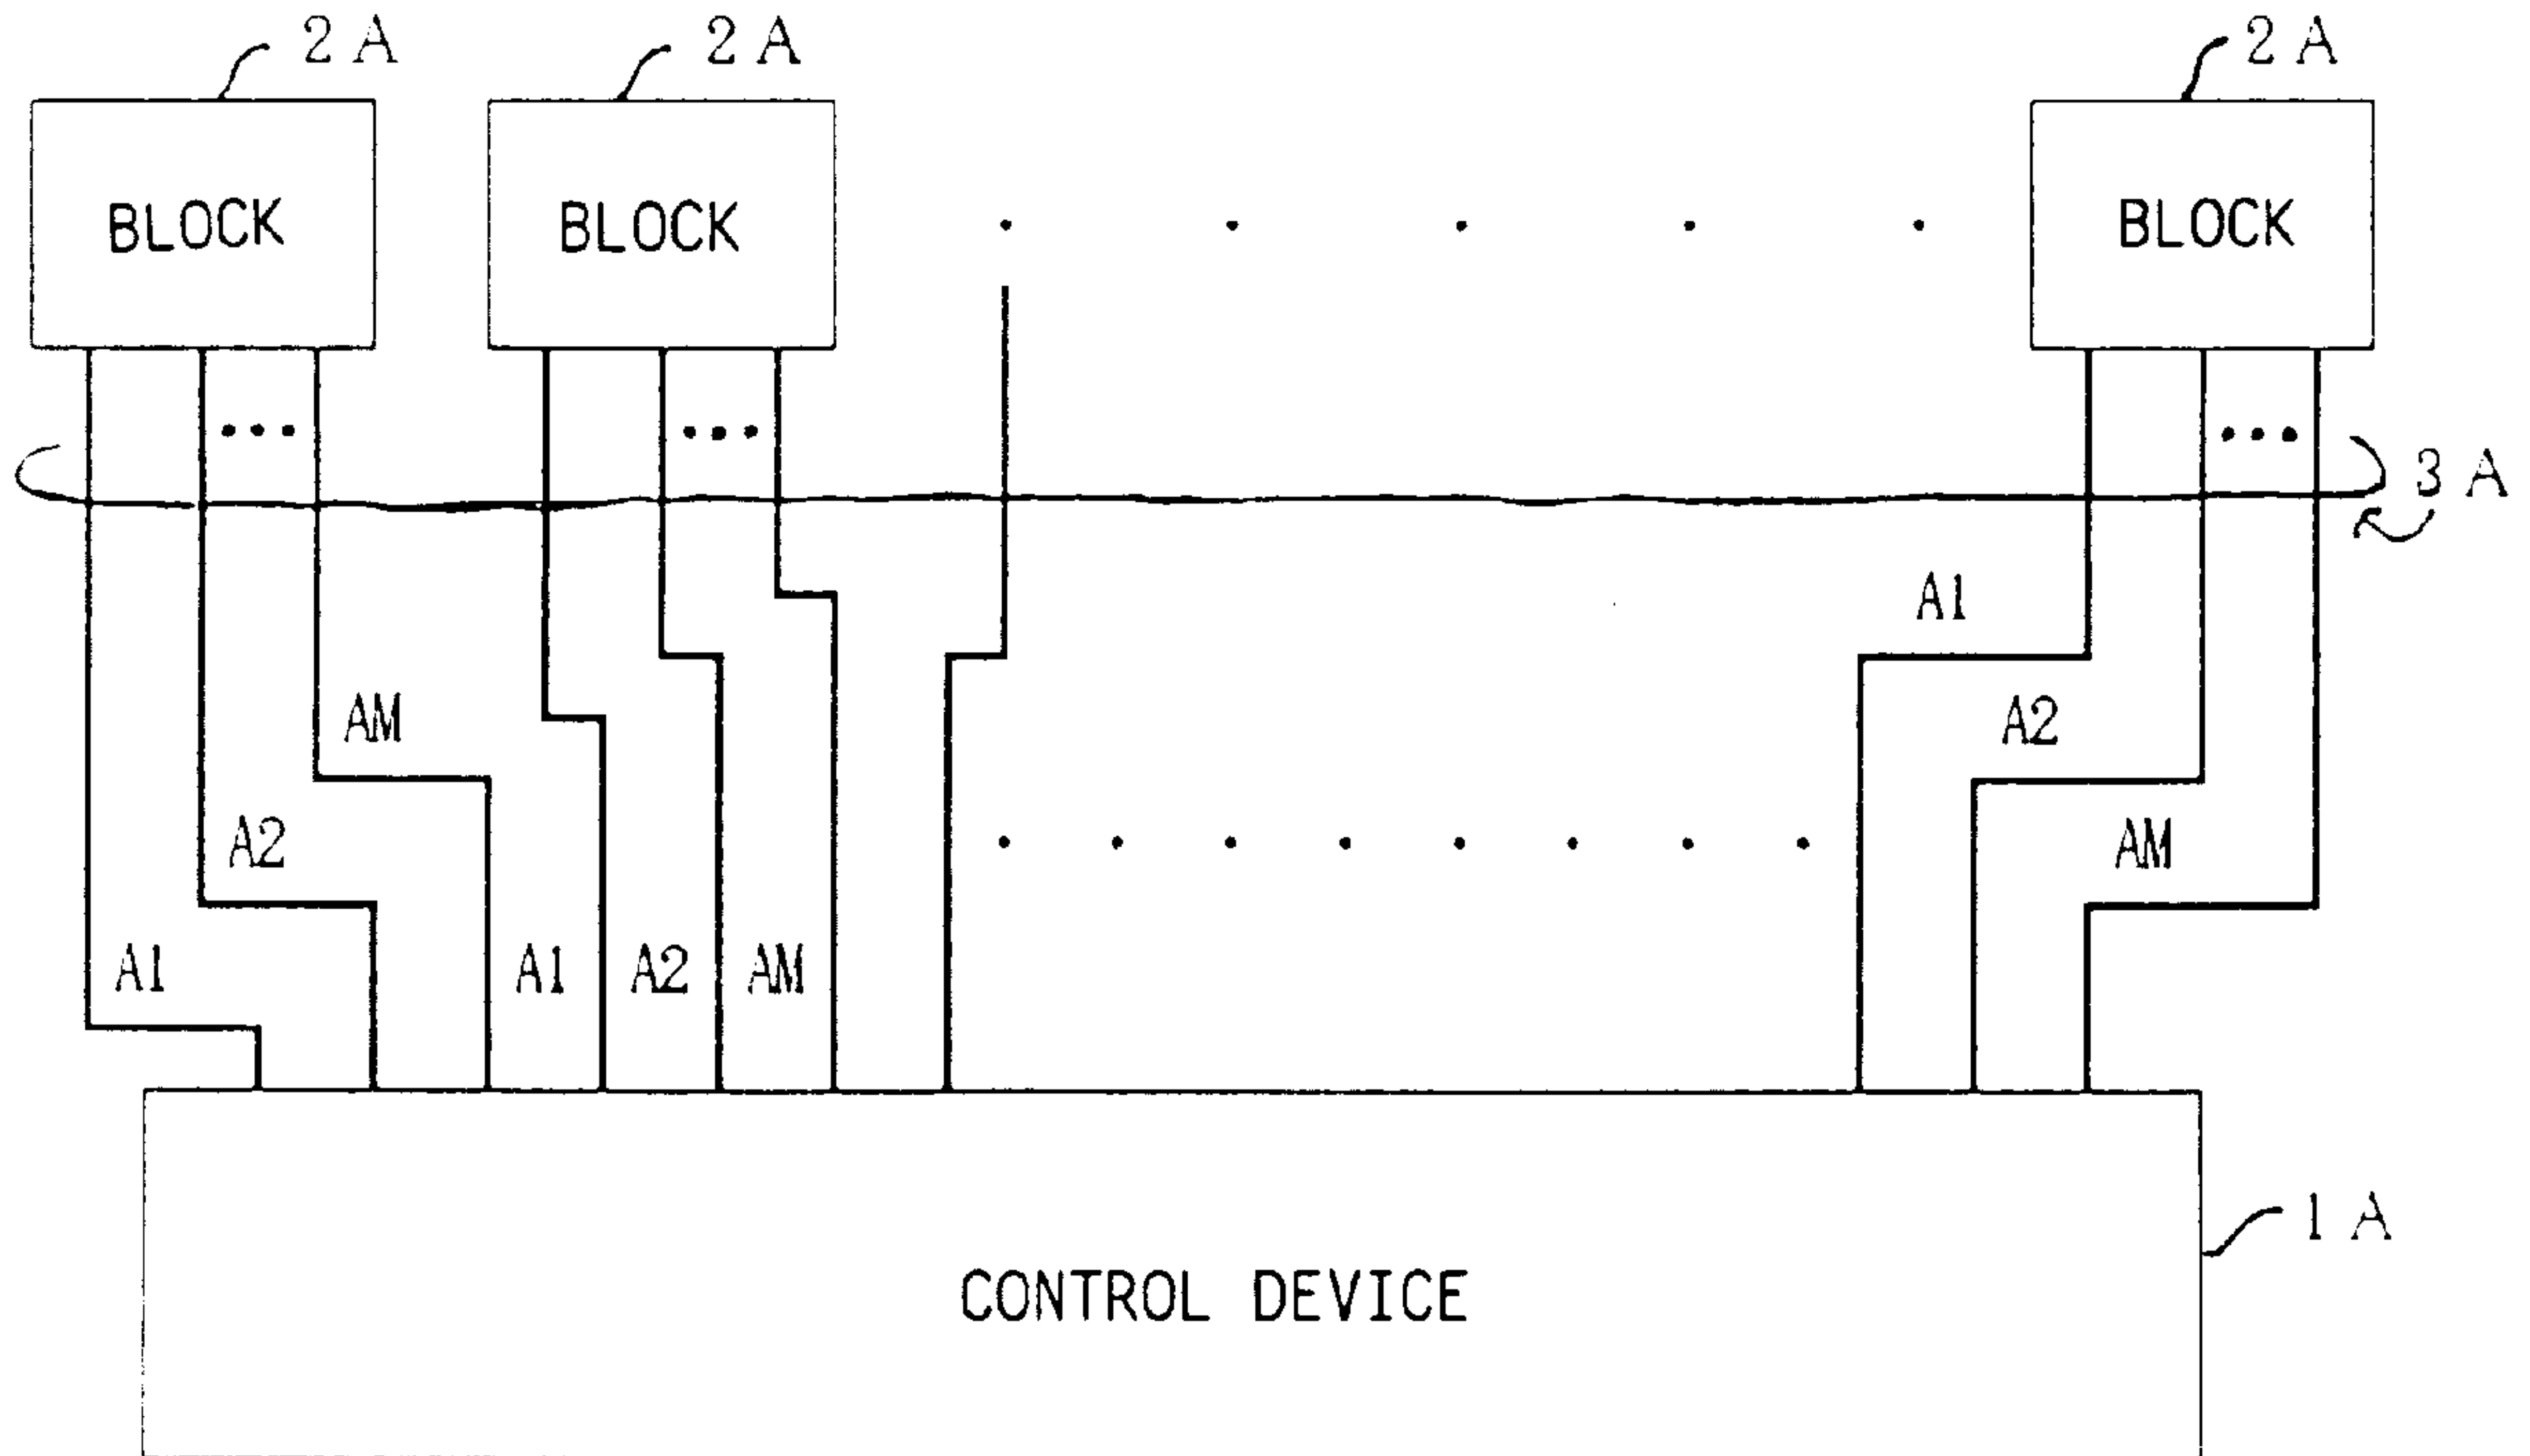 2A 2A 2A
BLOCK BLOCK BLOCK
3A
A1
A2
AM
A2
AM
A1 A1 A2 AM
1A
CONTROL DEVICE